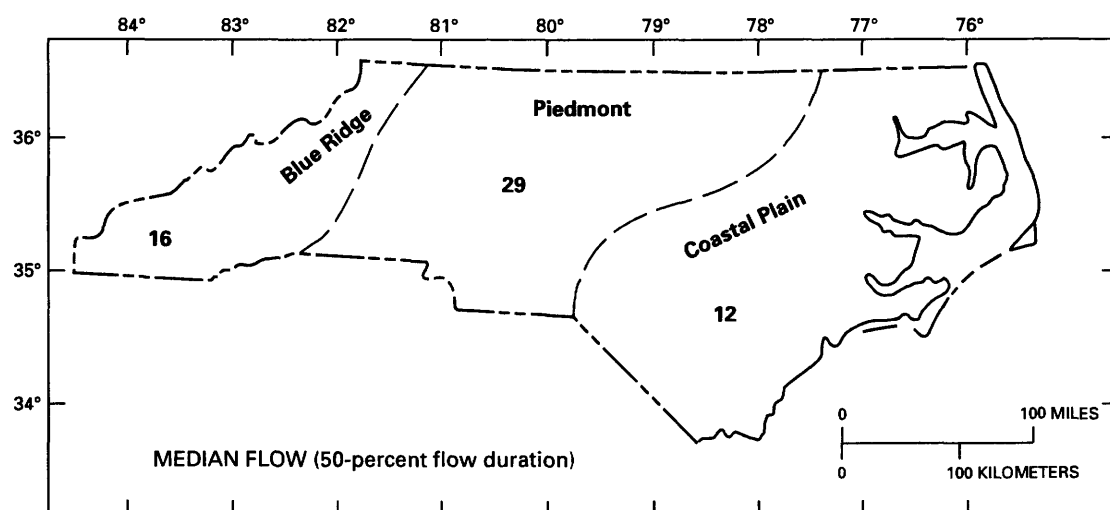 84° 83° 82° 81° 80° 79° 78° 77° 76°
36°
35°
34°
Blue Ridge
Piedmont
Coastal Plain
16
29
12
0 100 MILES
0 100 KILOMETERS
MEDIAN FLOW (50-percent flow duration)